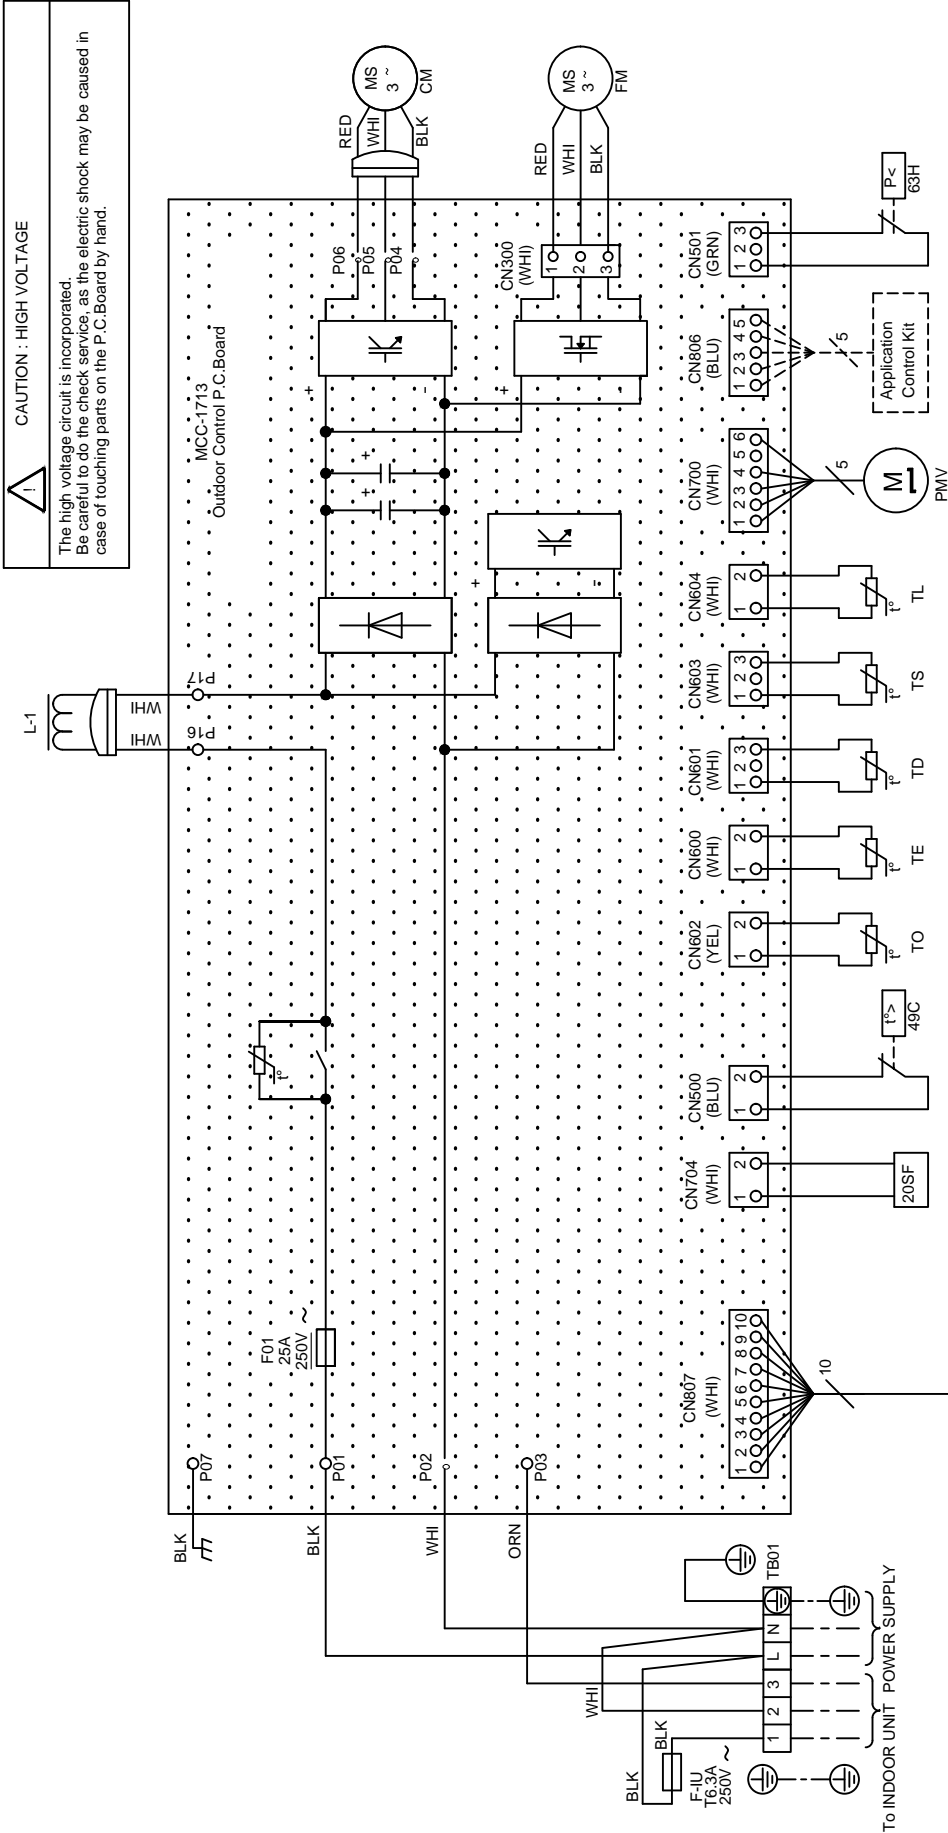 CAUTION : HIGH VOLTAGE
!
The high voltage circuit is incorporated.
Be careful to do the check service, as the electric shock may be caused in
case of touching parts on the P.C.Board by hand.
L-1
WHI
WHI
P16
P17
MCC-1713
Outdoor Control P.C.Board
P07
BLK
F01
25A
250V ~
P01
BLK
P02
WHI
P03
ORN
t°
+
-
+
-
+
+
+
-
+
-
P06
P05
P04
RED
WHI
BLK
MS
3 ~
CM
CN300
(WHI)
1
2
3
RED
WHI
BLK
MS
3 ~
FM
CN807
(WHI)
1 2 3 4 5 6 7 8 9 10
10
CN704
(WHI)
1 2
20SF
CN500
(BLU)
1 2
t°>
49C
CN602
(YEL)
1 2
t°
TO
CN600
(WHI)
1 2
t°
TE
CN601
(WHI)
1 2 3
t°
TD
CN603
(WHI)
1 2 3
t°
TS
CN604
(WHI)
1 2
t°
TL
CN700
(WHI)
1 2 3 4 5 6
5
M
PMV
CN806
(BLU)
1 2 3 4 5
5
Application
Control Kit
CN501
(GRN)
1 2 3
P<
63H
WHI
BLK
BLK
F-IU
T6.3A
250V ~
1 2 3 L N
TB01
To INDOOR UNIT
POWER SUPPLY